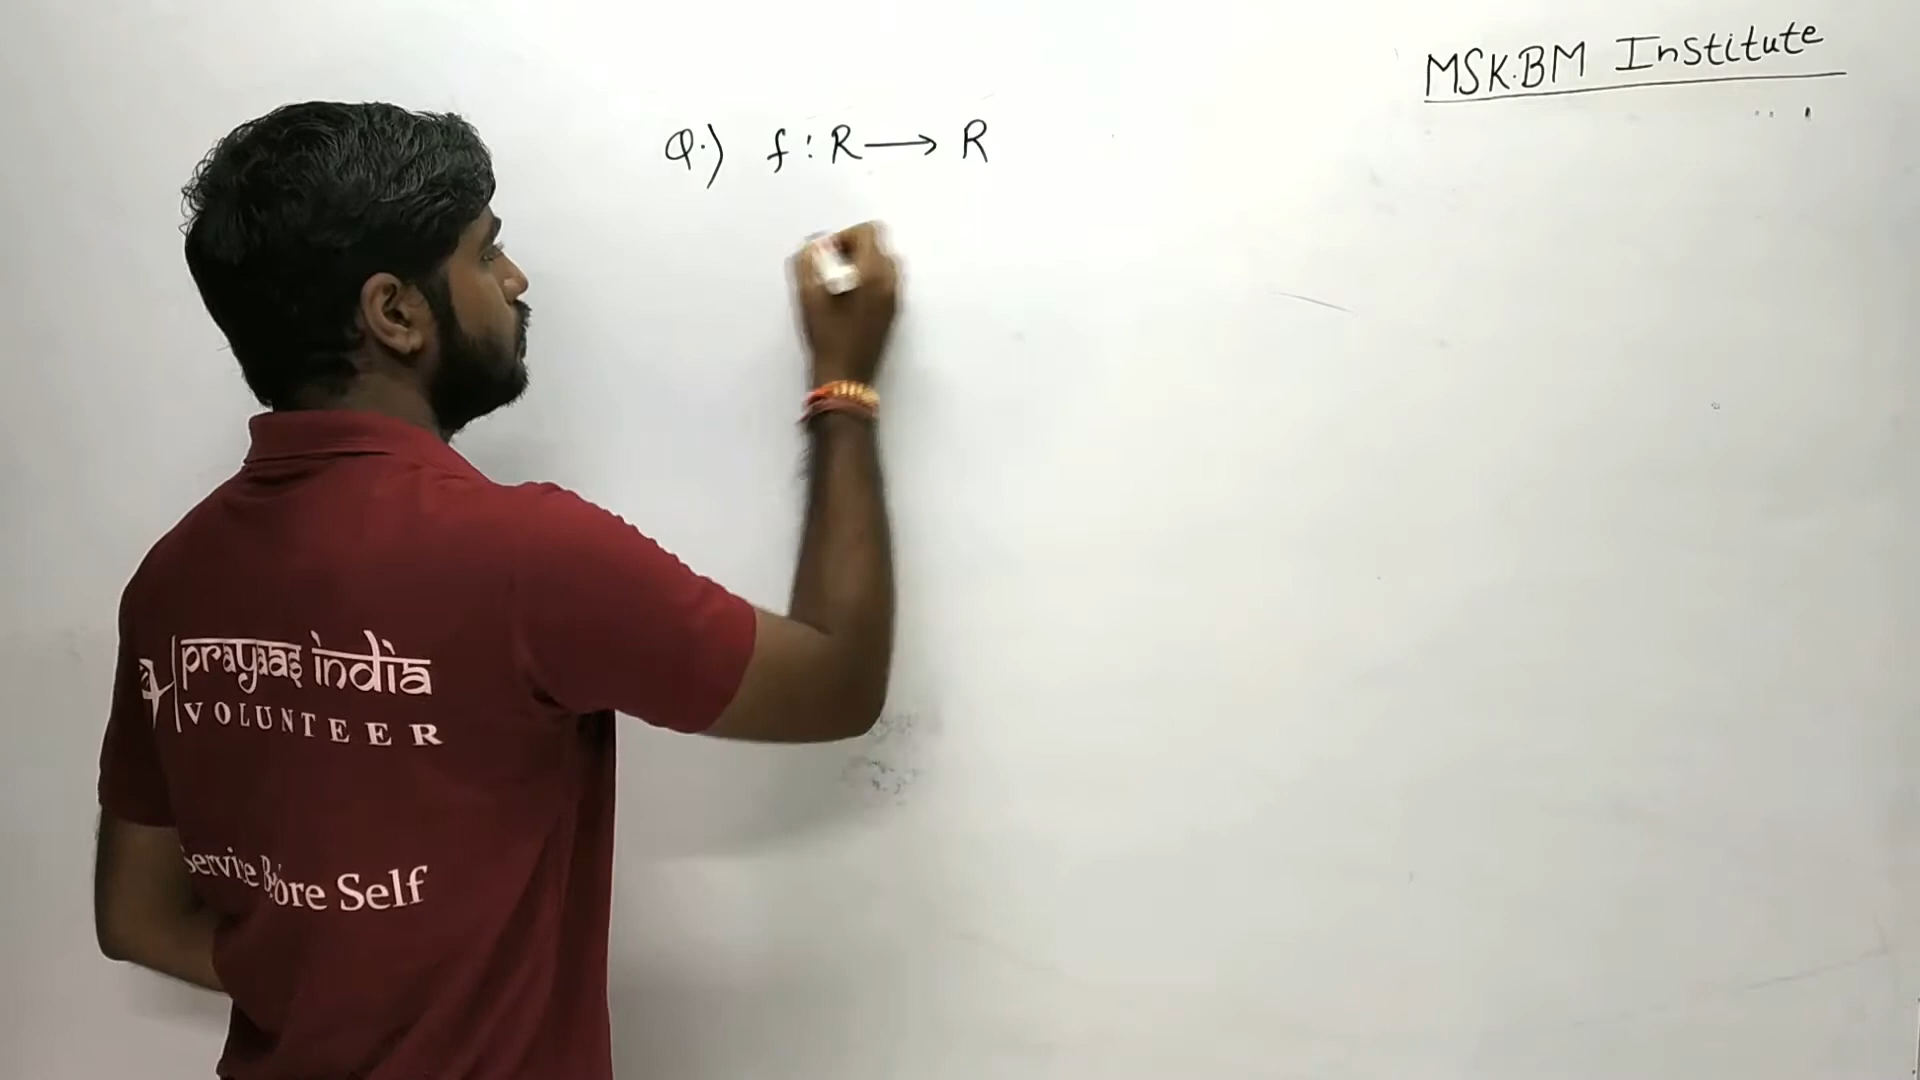 MSK.BM Institute
Q.) f : R ⟶ R
prayaas india
VOLUNTEER
Service Before Self